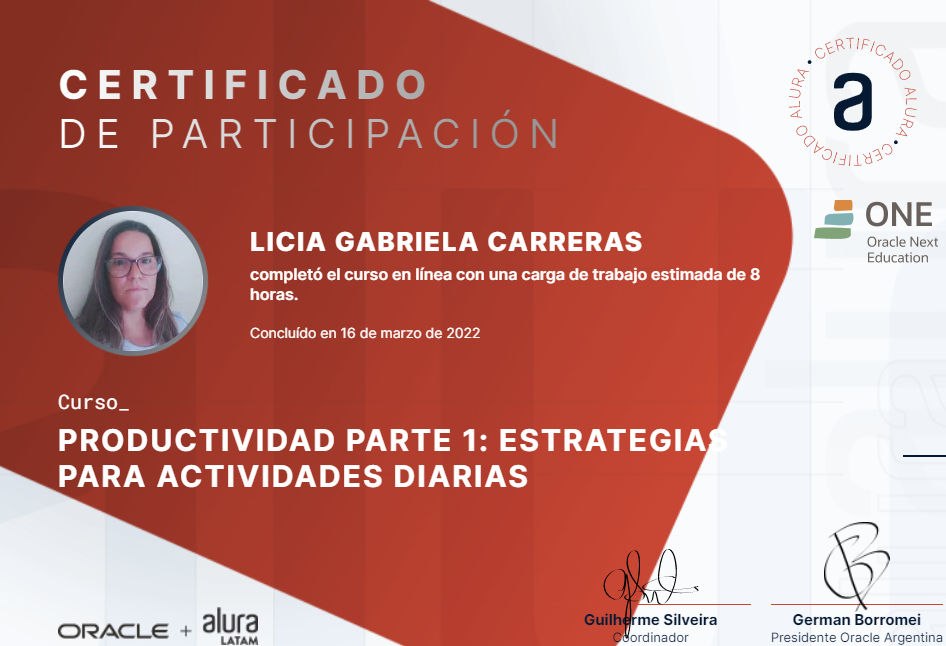 CERTIFICADO
DE PARTICIPACIÓN
CERTIFICADO ALURA • CERTIFICADO ALURA •
a
ONE
Oracle Next
Education
LICIA GABRIELA CARRERAS
completó el curso en línea con una carga de trabajo estimada de 8
horas.
Concluído en 16 de marzo de 2022
Curso_
PRODUCTIVIDAD PARTE 1: ESTRATEGIAS
PARA ACTIVIDADES DIARIAS
ORACLE + alura
LATAM
Guilherme Silveira
Coordinador
German Borromei
Presidente Oracle Argentina